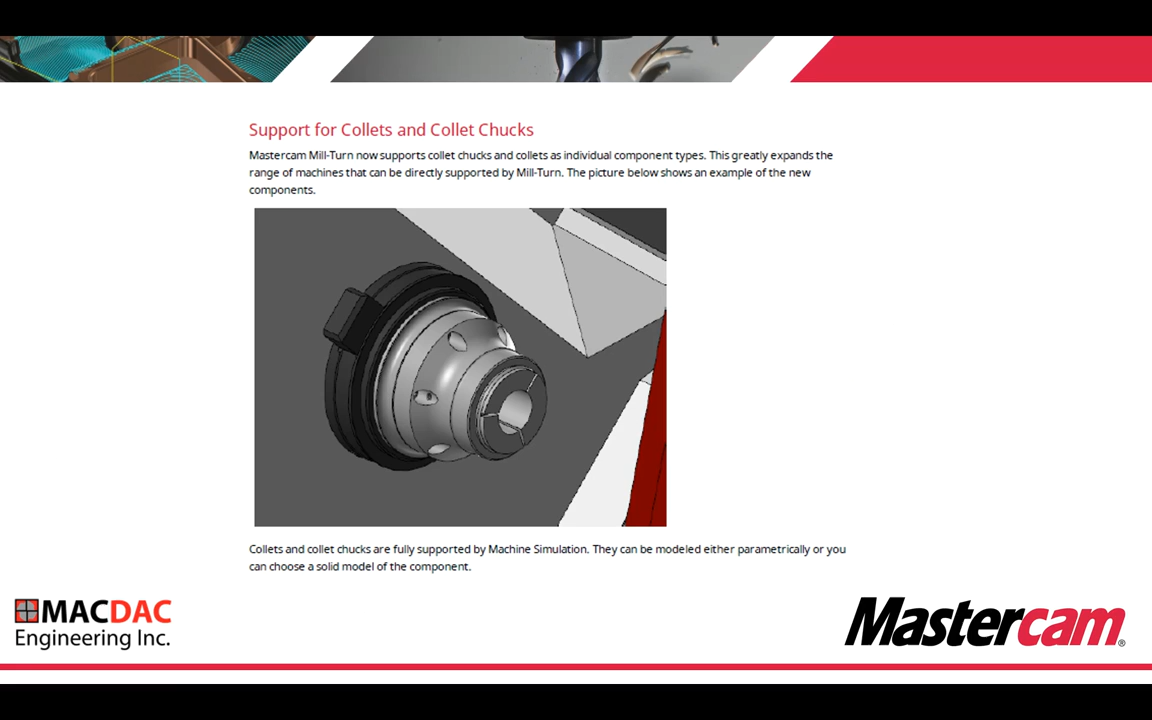 Support for Collets and Collet Chucks
Mastercam Mill-Turn now supports collet chucks and collets as individual component types. This greatly expands the
range of machines that can be directly supported by Mill-Turn. The picture below shows an example of the new
components.
Collets and collet chucks are fully supported by Machine Simulation. They can be modeled either parametrically or you
can choose a solid model of the component.
MACDAC
Engineering Inc.
Mastercam®